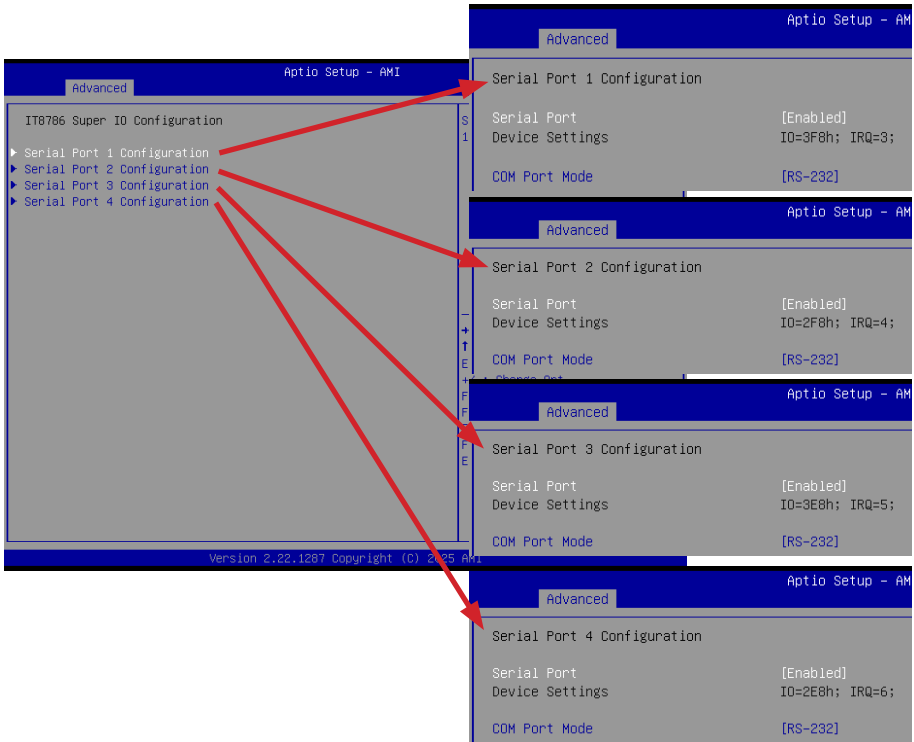 Aptio Setup – AMI
Advanced
IT8786 Super IO Configuration
Serial Port 1 Configuration
Serial Port 2 Configuration
Serial Port 3 Configuration
Serial Port 4 Configuration
S
1
E
F
F
F
E
Version 2.22.1287 Copyright (C) 2025 AMI
Aptio Setup – AM
Advanced
Serial Port 1 Configuration
Serial Port [Enabled]
Device Settings IO=3F8h; IRQ=3;
COM Port Mode [RS-232]
Aptio Setup – AM
Advanced
Serial Port 2 Configuration
Serial Port [Enabled]
Device Settings IO=2F8h; IRQ=4;
COM Port Mode [RS-232]
Aptio Setup – AM
Advanced
Serial Port 3 Configuration
Serial Port [Enabled]
Device Settings IO=3E8h; IRQ=5;
COM Port Mode [RS-232]
Aptio Setup – AM
Advanced
Serial Port 4 Configuration
Serial Port [Enabled]
Device Settings IO=2E8h; IRQ=6;
COM Port Mode [RS-232]